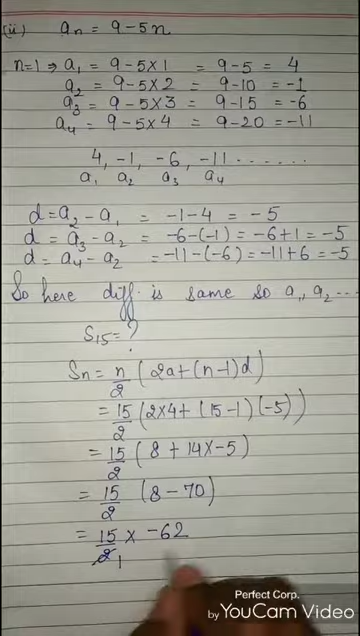 (ii) aₙ = 9-5n
n=1 ⇒ a₁ = 9-5×1 = 9-5 = 4
a₂ = 9-5×2 = 9-10 = -1
a₃ = 9-5×3 = 9-15 = -6
a₄ = 9-5×4 = 9-20 = -11
4, -1, -6, -11 .......
a₁ a₂ a₃ a₄
d = a₂ - a₁ = -1-4 = -5
d = a₃ - a₂ = -6-(-1) = -6+1 = -5
d = a₄ - a₂ = -11-(-6) = -11+6 = -5
So here diff. is same so a₁, a₂ ...
S₁₅ = ?
Sn = n/2 (2a+(n-1)d)
= 15/2 (2×4+(15-1)(-5))
= 15/2 (8+14×-5)
= 15/2 (8-70)
= 15/2 × -62
1
Perfect Corp.
by YouCam Video